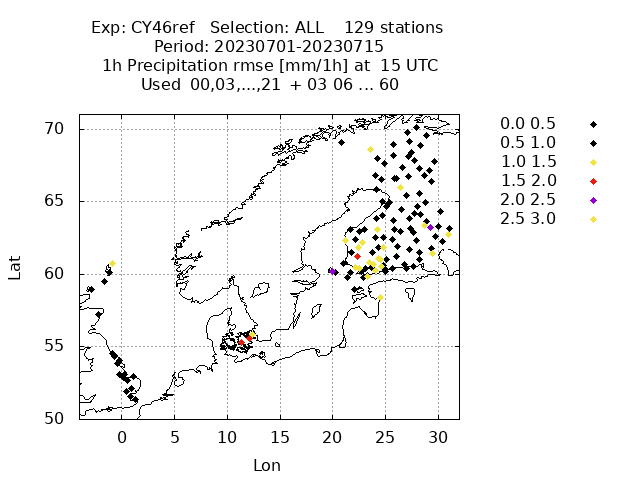 Exp: CY46ref   Selection: ALL    129 stations
Period: 20230701-20230715
1h Precipitation rmse [mm/1h] at  15 UTC
Used  00,03,...,21  + 03 06 ... 60
70
65
60
55
50
Lat
0 5 10 15 20 25 30
Lon
0.0 0.5
0.5 1.0
1.0 1.5
1.5 2.0
2.0 2.5
2.5 3.0